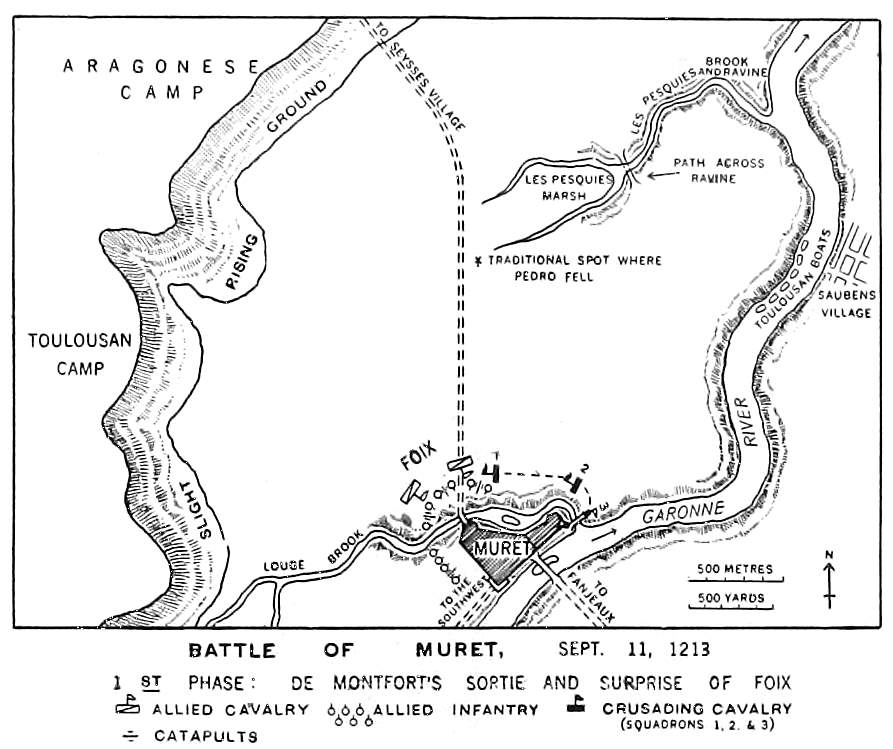 ARAGONESE
CAMP
TO SEYSSES VILLAGE
GROUND
RISING
SLIGHT
TOULOUSAN
CAMP
LES PESQUIES
BROOK
AND RAVINE
PATH ACROSS
RAVINE
LES PESQUIES
MARSH
* TRADITIONAL SPOT WHERE
PEDRO FELL
TOULOUSAN BOATS
SAUBENS
VILLAGE
RIVER
GARONNE
FOIX
1
2
3
LOUGE
BROOK
MURET
TO THE
SOUTHWEST
TO
FANJEAUX
N
500 METRES
500 YARDS
BATTLE OF MURET, SEPT. 11, 1213
1 ST PHASE: DE MONTFORT'S SORTIE AND SURPRISE OF FOIX
ALLIED CAVALRY ALLIED INFANTRY CRUSADING CAVALRY
(SQUADRONS 1, 2. & 3)
CATAPULTS